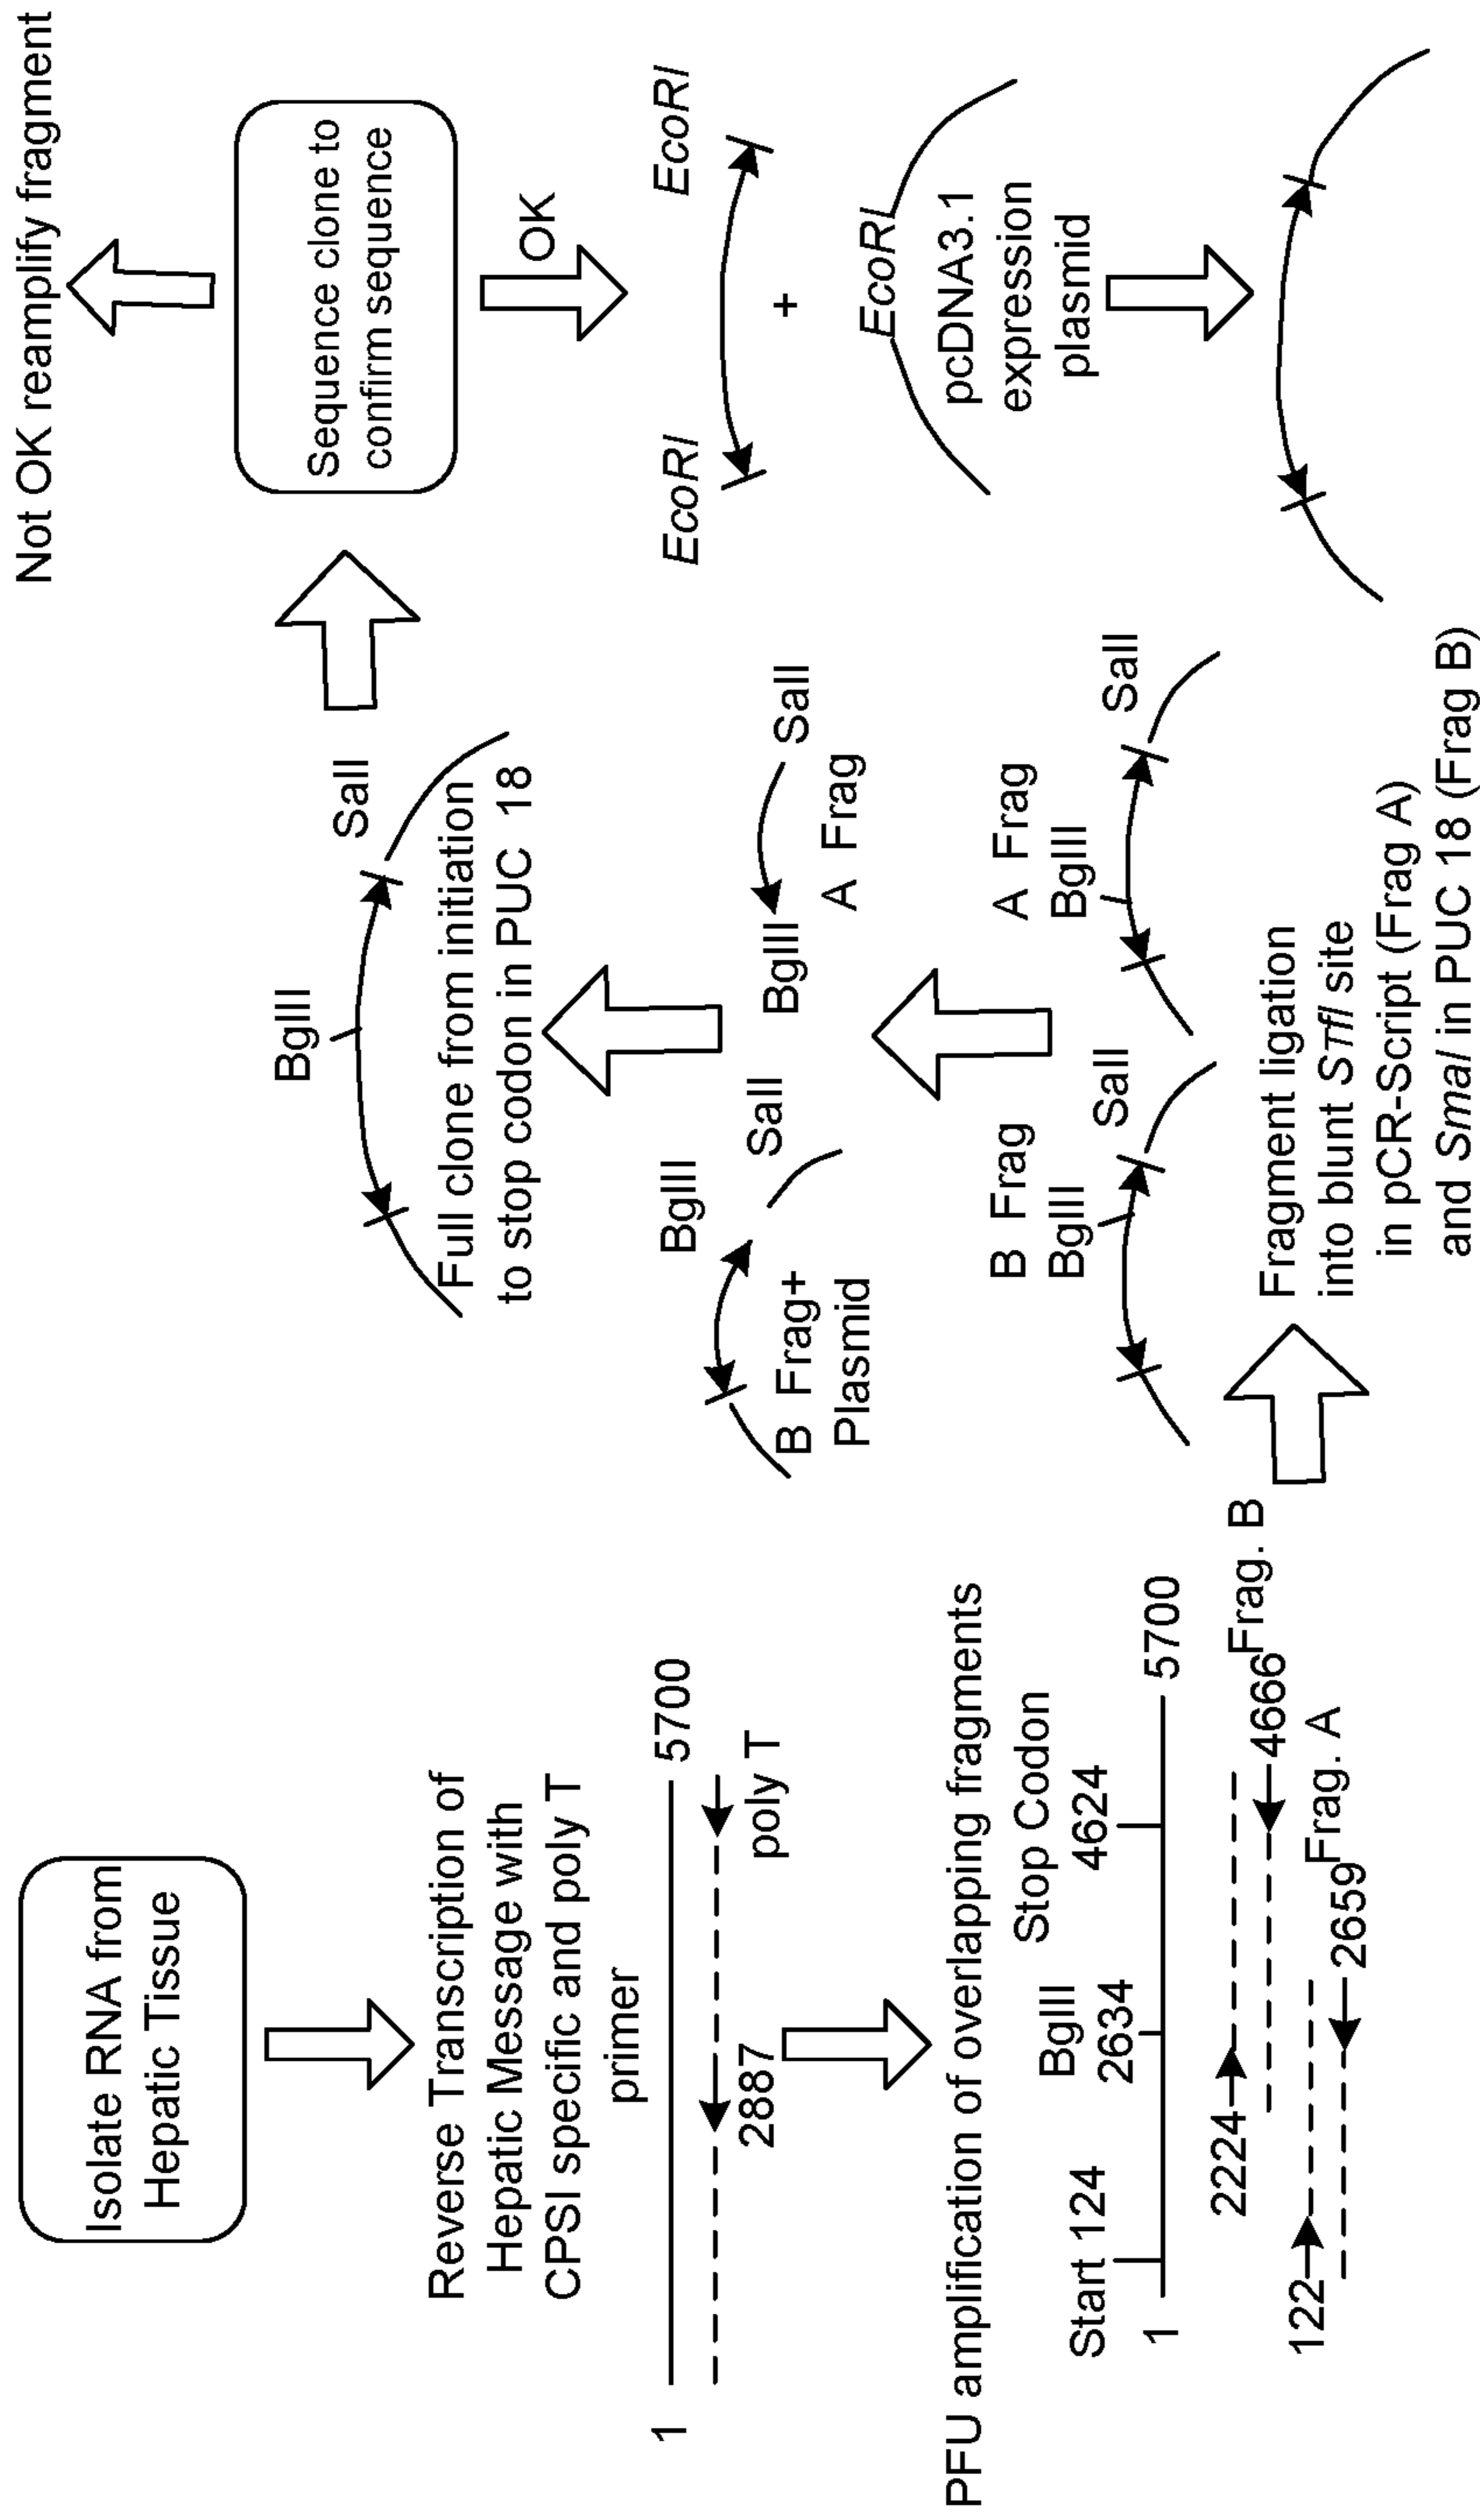 Isolate RNA from
Hepatic Tissue
Reverse Transcription of
Hepatic Message with
CPSI specific and poly T
primer
1
5700
2887
poly T
PFU amplification of overlapping fragments
Start 124
BglII
2634
Stop Codon
4624
1
5700
2224
Frag. B
4666
122
Frag. A
2659
Fragment ligation
into blunt Srfl site
in pCR-Script (Frag A)
and SmaI in PUC 18 (Frag B)
B Frag
BglII
SalI
A Frag
BglII
SalI
BglII
SalI
B Frag+
Plasmid
BglII
SalI
A Frag
BglII
SalI
Full clone from initiation
to stop codon in PUC 18
Sequence clone to
confirm sequence
Not OK reamplify fragment
OK
EcoRI
EcoRI
+
EcoRI
pcDNA3.1
expression
plasmid